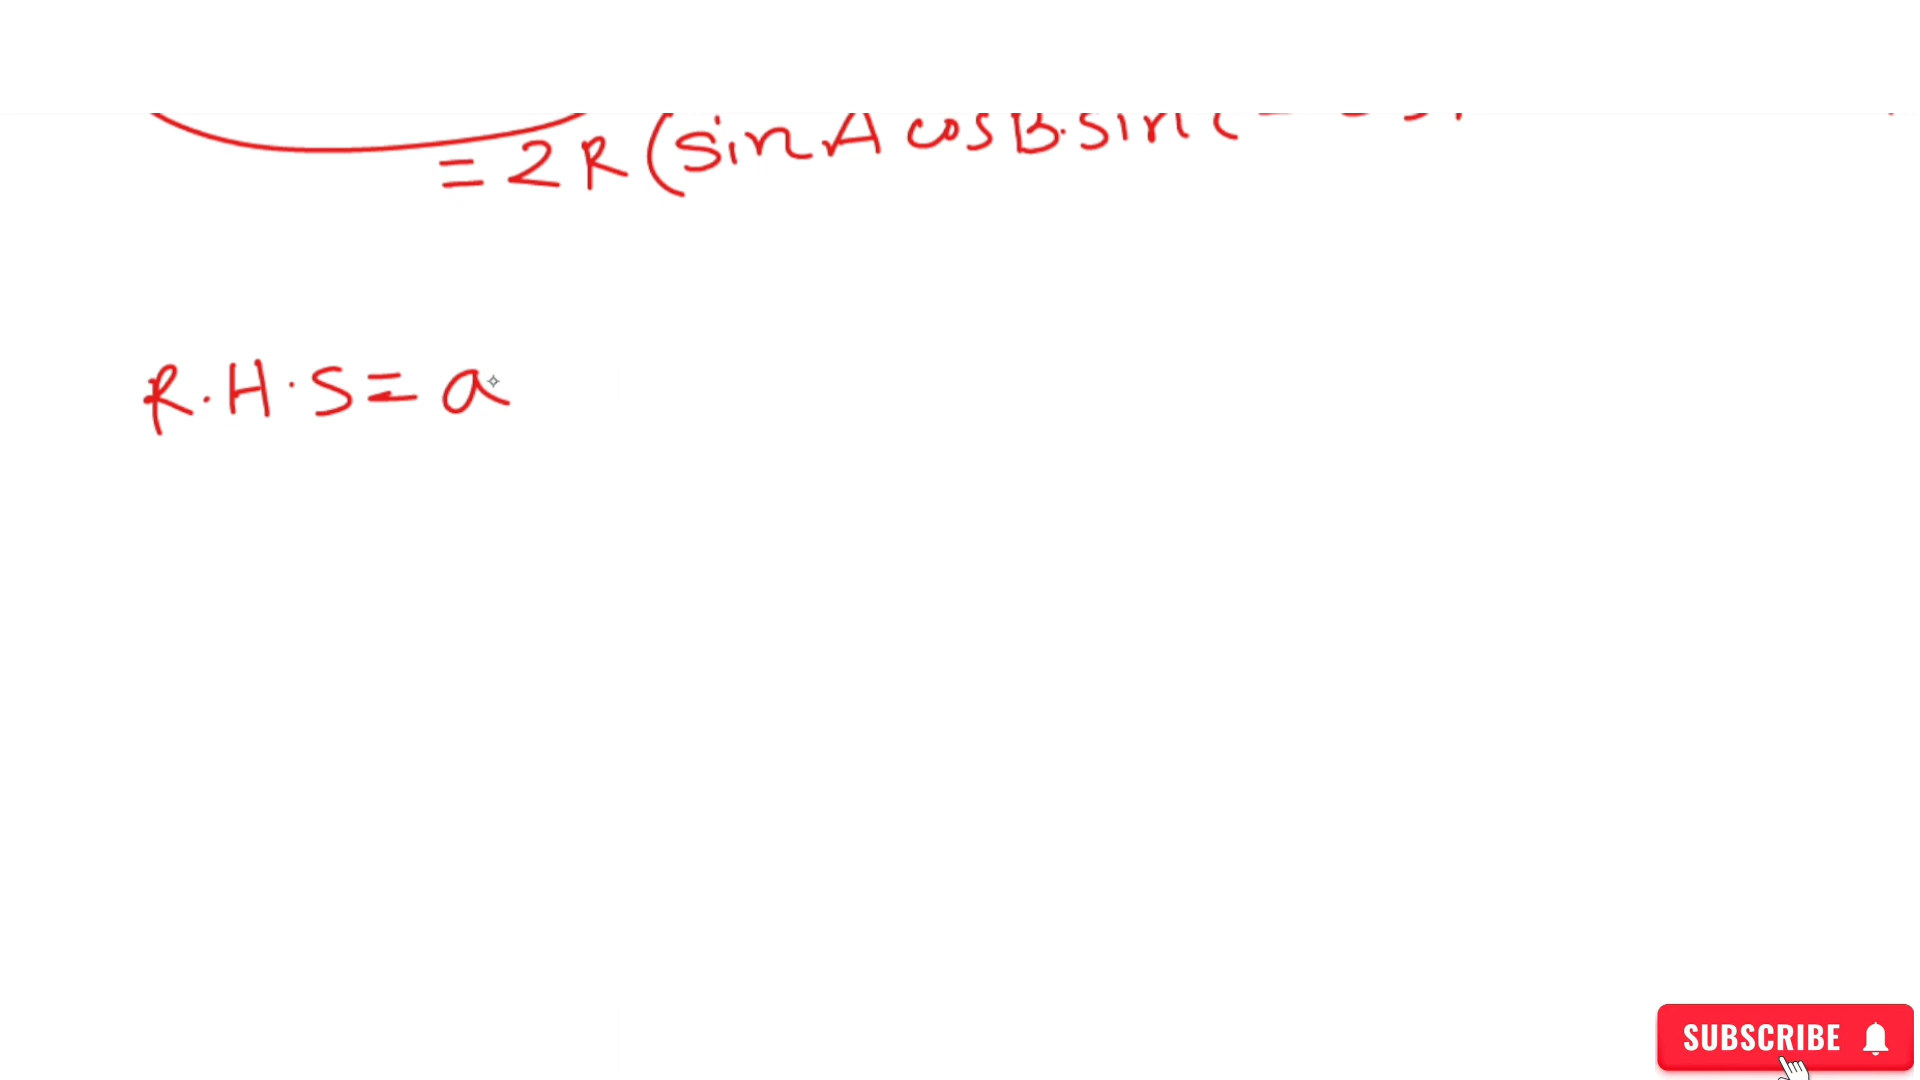 = 2R (sin A cos B. sin C
R.H.S = a
SUBSCRIBE